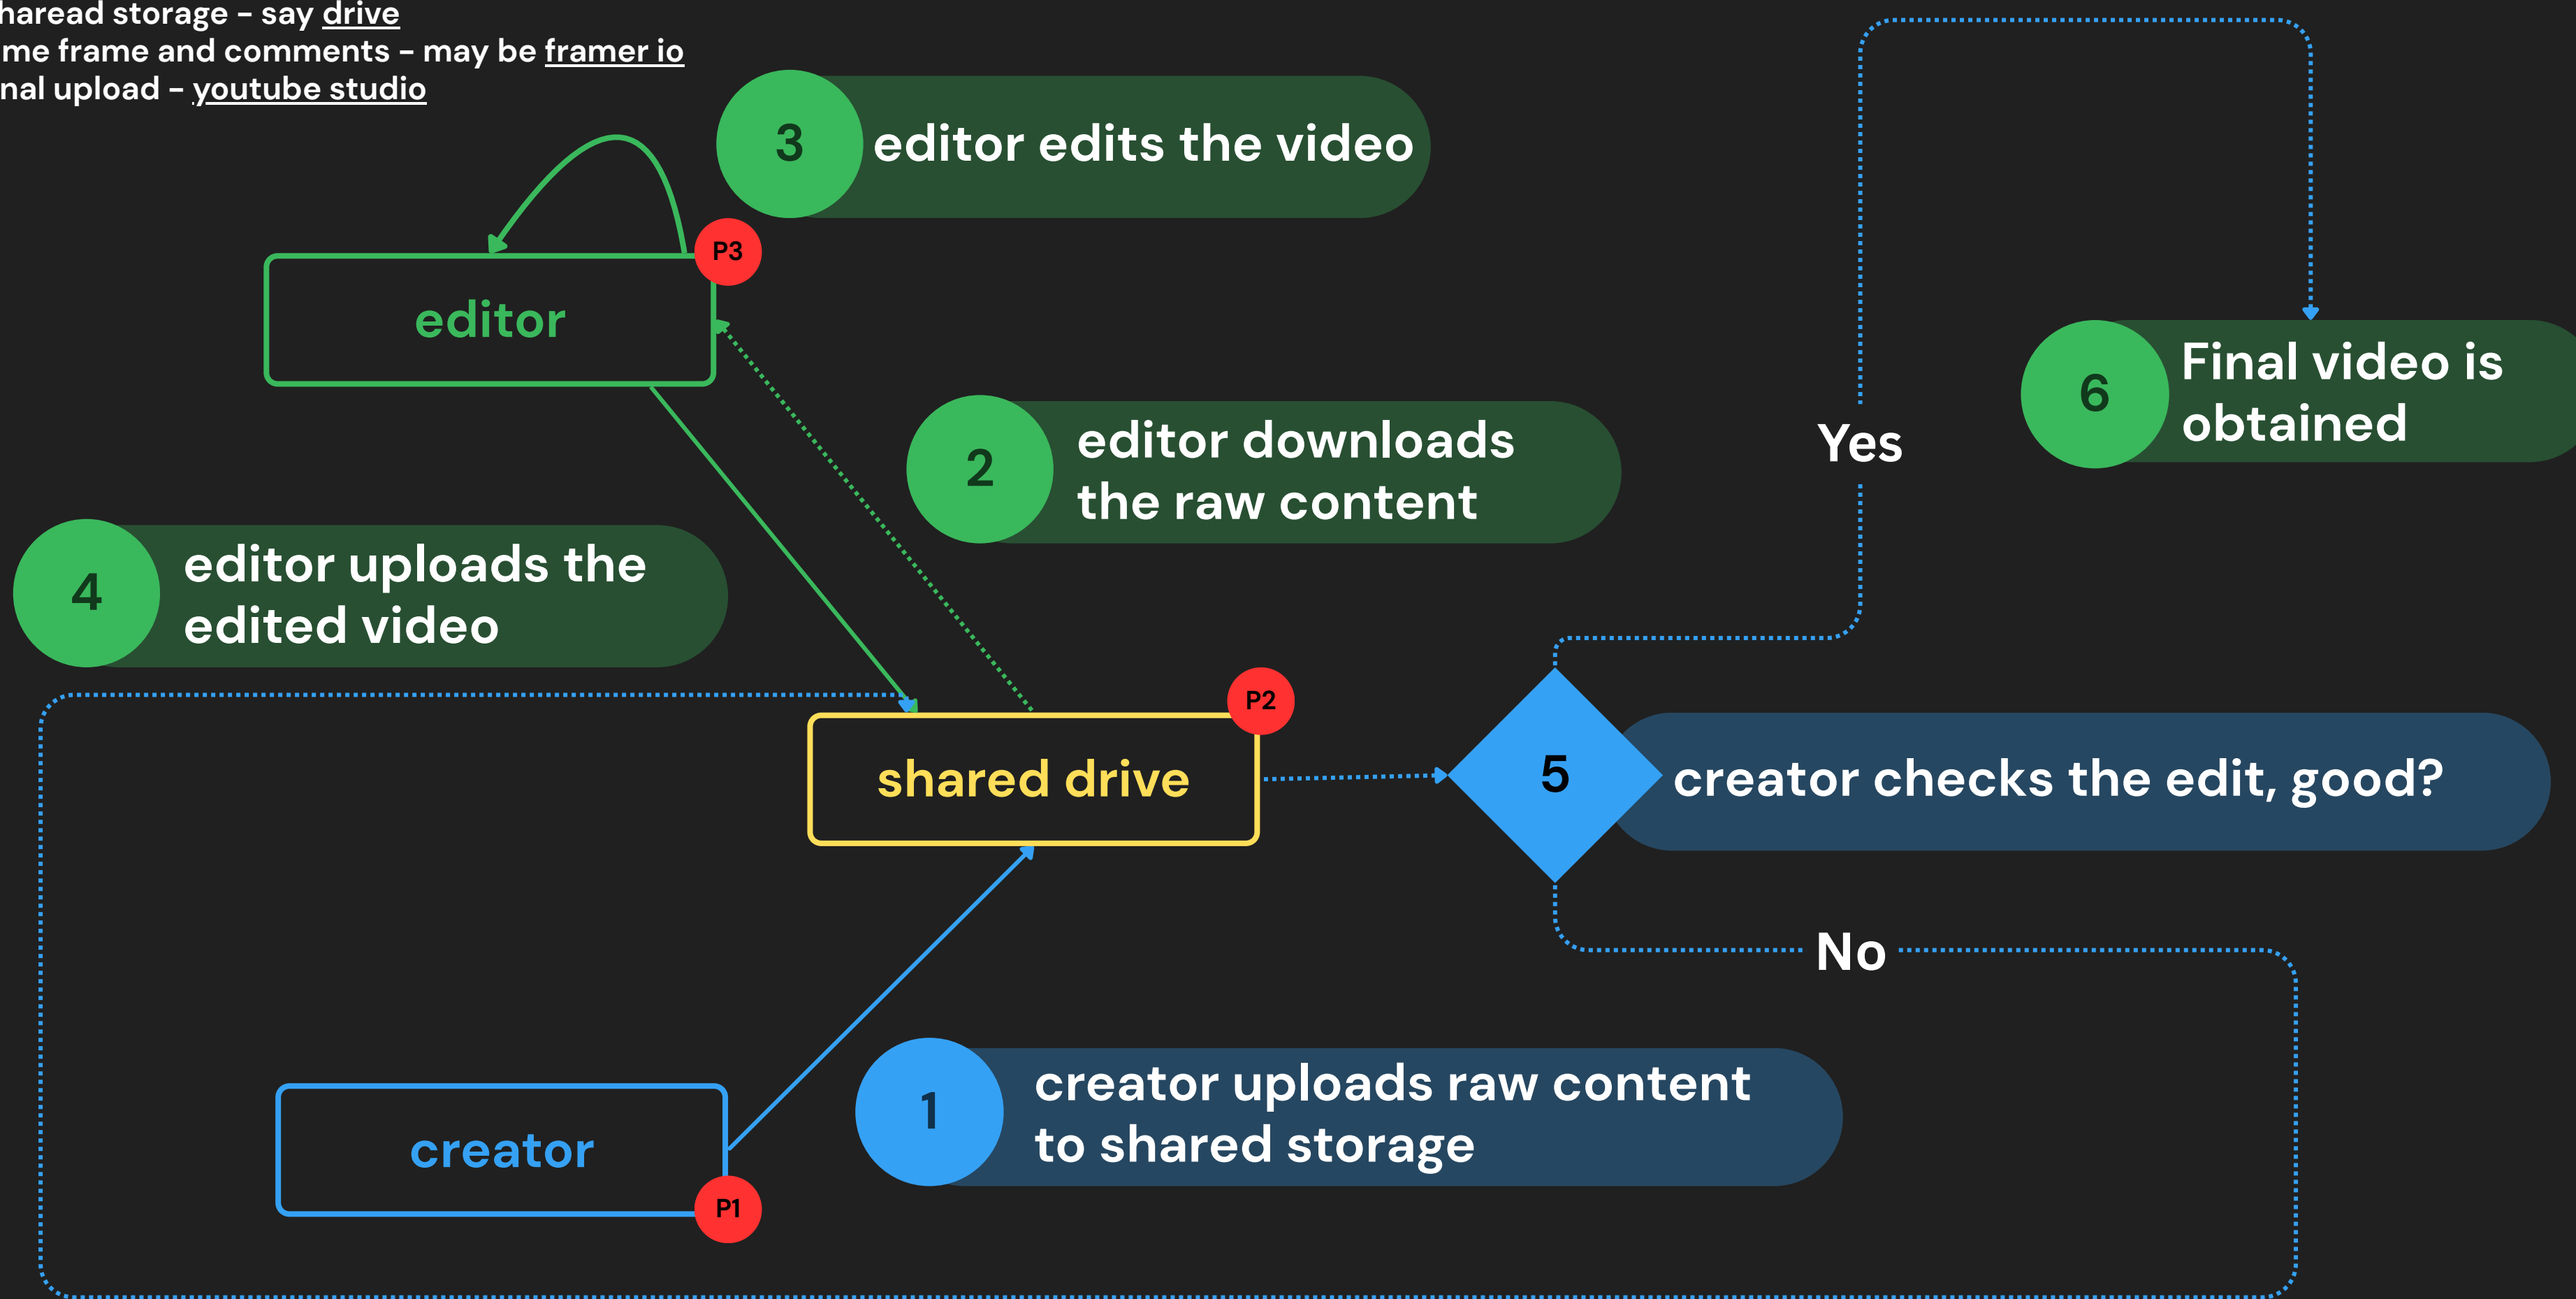 haread storage - say drive
me frame and comments - may be framer io
nal upload - youtube studio
3
editor edits the video
P3
editor
2
editor downloads
the raw content
Yes
6
Final video is
obtained
4
editor uploads the
edited video
P2
shared drive
5
creator checks the edit, good?
No
1
creator uploads raw content
to shared storage
creator
P1